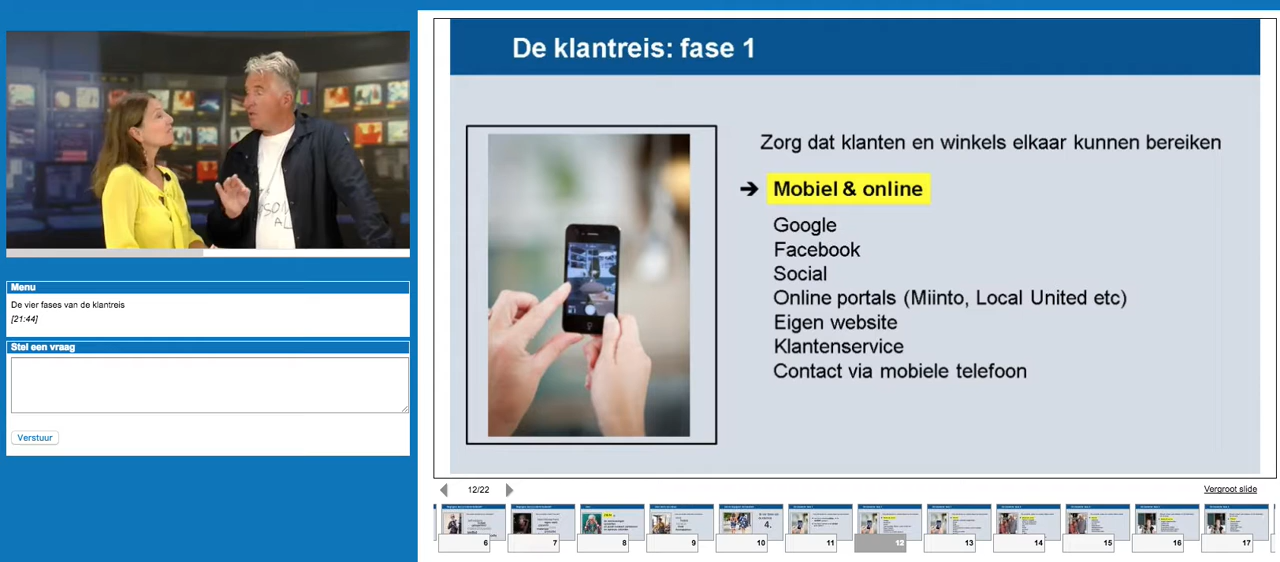 De klantreis: fase 1
Zorg dat klanten en winkels elkaar kunnen bereiken
➔ Mobiel & online
Google
Facebook
Social
Online portals (Miinto, Local United etc)
Eigen website
Klantenservice
Contact via mobiele telefoon
Menu
De vier fases van de klantreis
[21:44]
Stel een vraag
Verstuur
12/22
Vergroot slide
4.
6 7 8 9 10 11 12 13 14 15 16 17